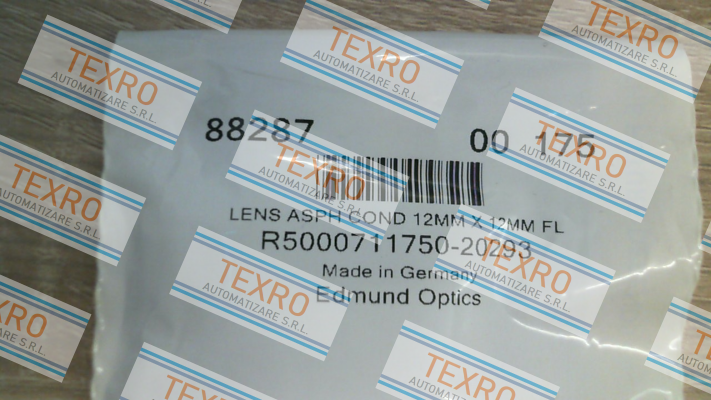 88287 00 175
LENS ASPH COND 12MM X 12MM FL
R5000711750-20293
Made in Germany
Edmund Optics
TEXRO
AUTOMATIZARE S.R.L.